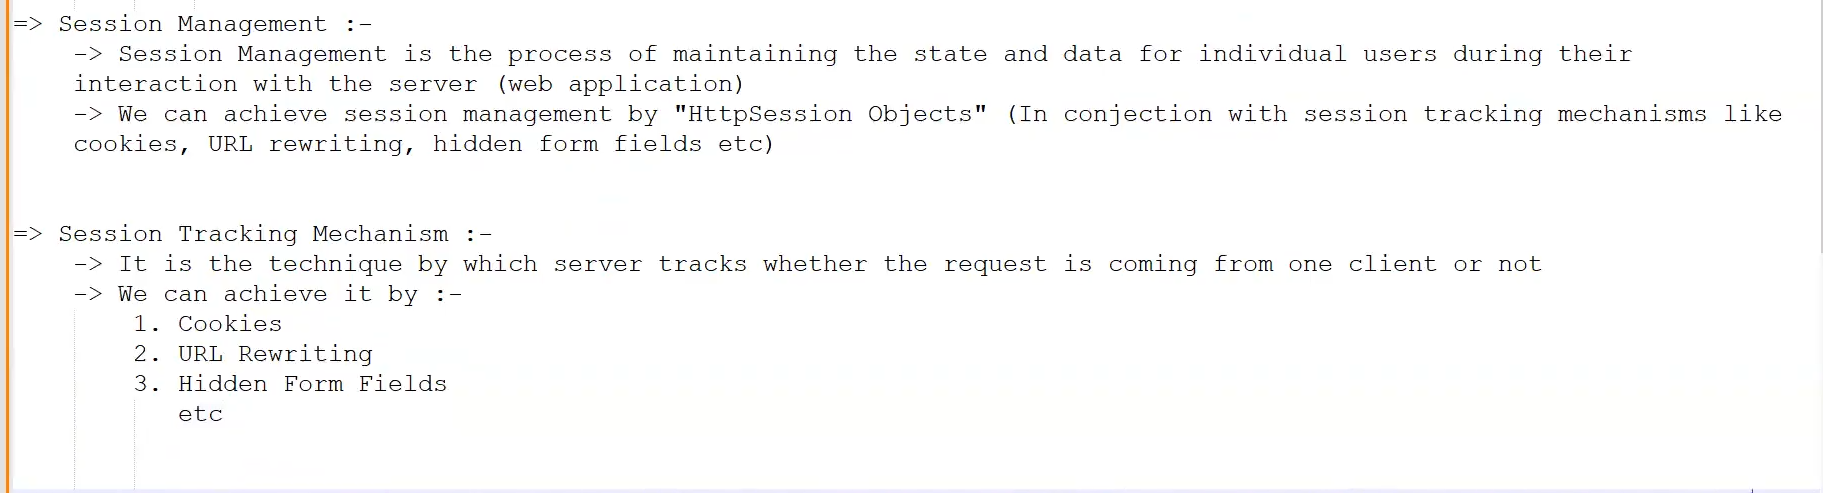 => Session Management :-
-> Session Management is the process of maintaining the state and data for individual users during their
interaction with the server (web application)
-> We can achieve session management by "HttpSession Objects" (In conjection with session tracking mechanisms like
cookies, URL rewriting, hidden form fields etc)
=> Session Tracking Mechanism :-
-> It is the technique by which server tracks whether the request is coming from one client or not
-> We can achieve it by :-
1. Cookies
2. URL Rewriting
3. Hidden Form Fields
etc